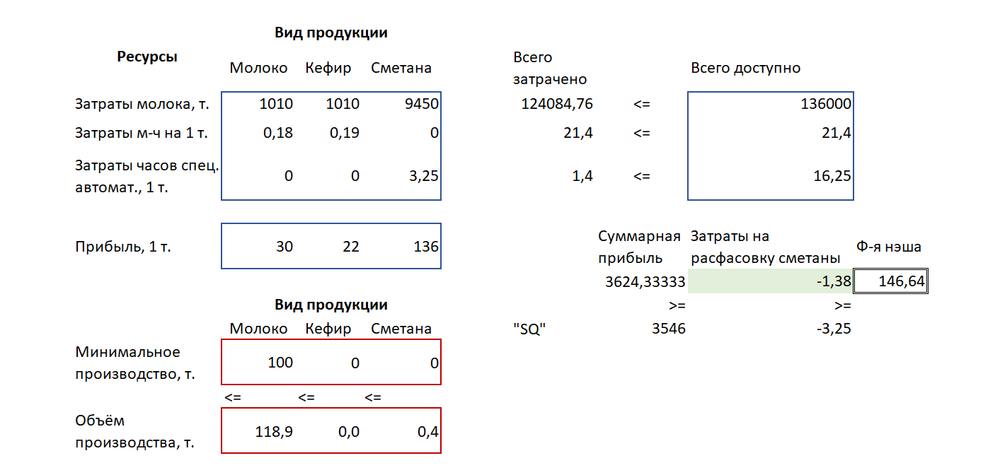 Вид продукции
Ресурсы
Молоко Кефир Сметана
Всего
затрачено
Всего доступно
Затраты молока, т. 1010 1010 9450 124084,76 <= 136000
Затраты м-ч на 1 т. 0,18 0,19 0 21,4 <= 21,4
Затраты часов спец.
автомат., 1 т. 0 0 3,25 1,4 <= 16,25
Прибыль, 1 т. 30 22 136
Суммарная
прибыль
Затраты на
расфасовку сметаны
Ф-я нэша
3624,33333 -1,38 146,64
>= >=
"SQ" 3546 -3,25
Вид продукции
Молоко Кефир Сметана
Минимальное
производство, т. 100 0 0
<= <= <=
Объём
производства, т. 118,9 0,0 0,4